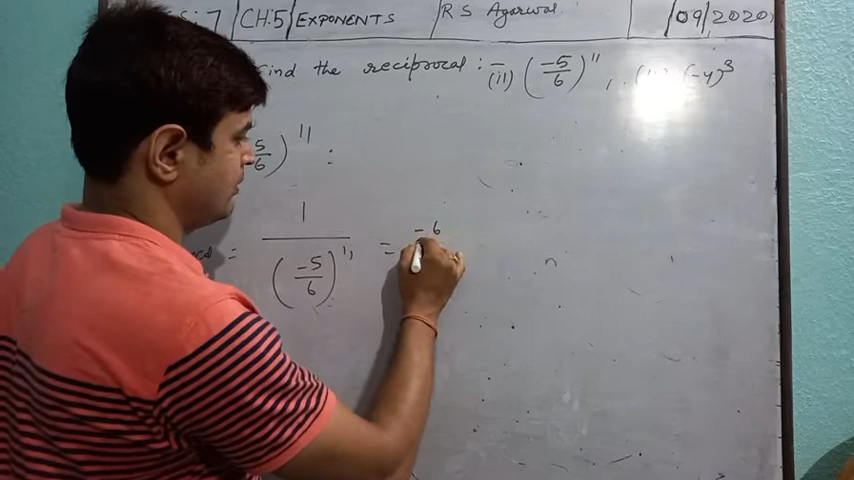 S: 7 | CH:5 | EXPONENTS | R S Agarwal | /09/2020
find the reciprocal :- (ii) (-5/6)^11 , (-4)^3
(-5/6)^11 :
= 1/(-5/6)^11 = -6